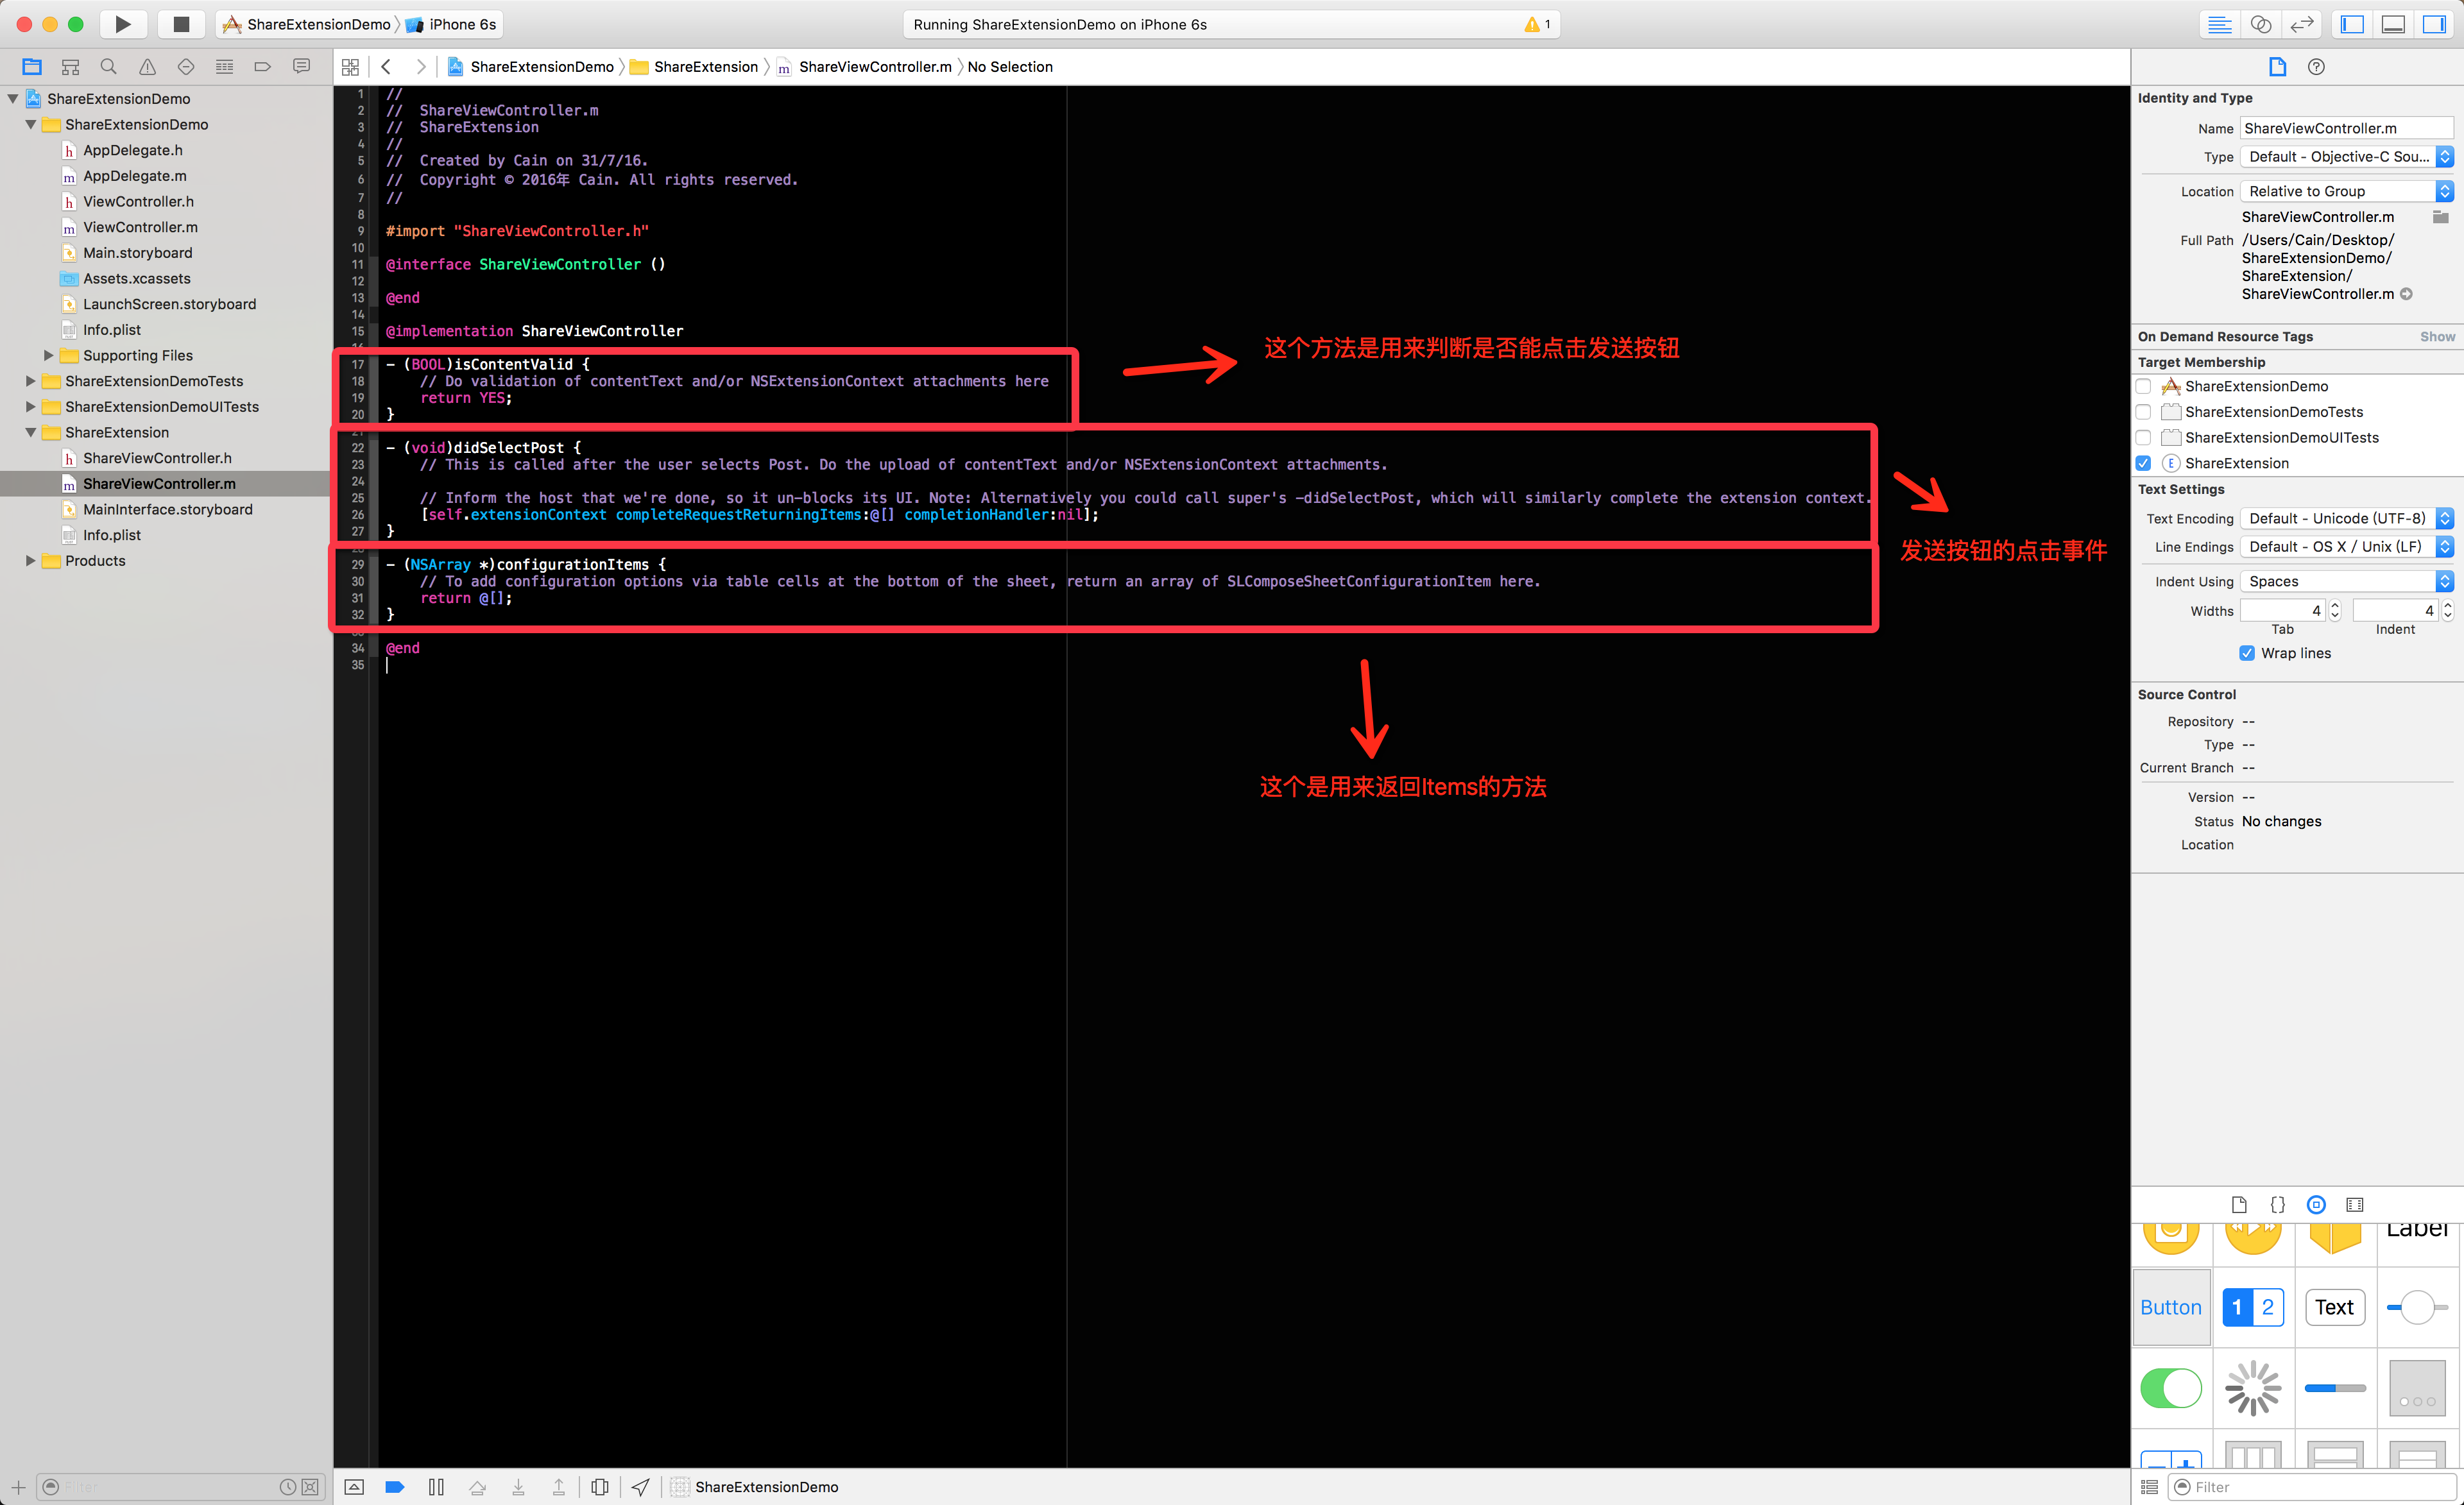 ShareExtensionDemo iPhone 6s
Running ShareExtensionDemo on iPhone 6s
1
ShareExtensionDemo ShareExtension m ShareViewController.m No Selection
ShareExtensionDemo
ShareExtensionDemo
h AppDelegate.h
m AppDelegate.m
h ViewController.h
m ViewController.m
Main.storyboard
Assets.xcassets
LaunchScreen.storyboard
Info.plist
Supporting Files
ShareExtensionDemoTests
ShareExtensionDemoUITests
ShareExtension
h ShareViewController.h
m ShareViewController.m
MainInterface.storyboard
Info.plist
Products
Filter
1 //
2 //  ShareViewController.m
3 //  ShareExtension
4 //
5 //  Created by Cain on 31/7/16.
6 //  Copyright © 2016年 Cain. All rights reserved.
7 //
8
9 #import "ShareViewController.h"
10
11 @interface ShareViewController ()
12
13 @end
14
15 @implementation ShareViewController
17 - (BOOL)isContentValid {
18     // Do validation of contentText and/or NSExtensionContext attachments here
19     return YES;
20 }
21
22 - (void)didSelectPost {
23     // This is called after the user selects Post. Do the upload of contentText and/or NSExtensionContext attachments.
24
25     // Inform the host that we're done, so it un-blocks its UI. Note: Alternatively you could call super's -didSelectPost, which will similarly complete the extension context.
26     [self.extensionContext completeRequestReturningItems:@[] completionHandler:nil];
27 }
29 - (NSArray *)configurationItems {
30     // To add configuration options via table cells at the bottom of the sheet, return an array of SLComposeSheetConfigurationItem here.
31     return @[];
32 }
34 @end
35
这个方法是用来判断是否能点击发送按钮
发送按钮的点击事件
这个是用来返回Items的方法
ShareExtensionDemo
Identity and Type
Name ShareViewController.m
Type Default - Objective-C Sou...
Location Relative to Group
ShareViewController.m
Full Path /Users/Cain/Desktop/
ShareExtensionDemo/
ShareExtension/
ShareViewController.m
On Demand Resource Tags Show
Target Membership
ShareExtensionDemo
ShareExtensionDemoTests
ShareExtensionDemoUITests
E ShareExtension
Text Settings
Text Encoding Default - Unicode (UTF-8)
Line Endings Default - OS X / Unix (LF)
Indent Using Spaces
Widths 4 4
Tab Indent
Wrap lines
Source Control
Repository --
Type --
Current Branch --
Version --
Status No changes
Location
{}
Label
Button 1 2 Text
Filter